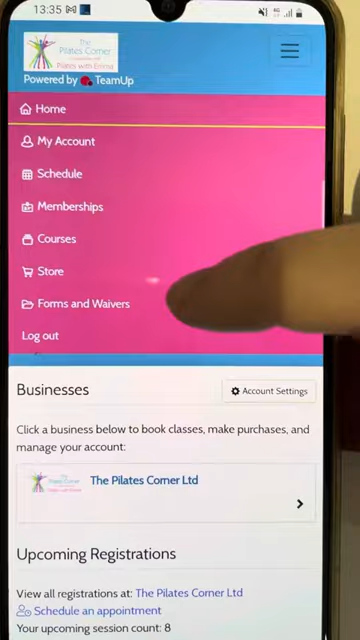 13:35
The
Pilates Corner
Pilates with Emma
Powered by TeamUp
Home
My Account
Schedule
Memberships
Courses
Store
Forms and Waivers
Log out
Businesses
Account Settings
Click a business below to book classes, make purchases, and
manage your account:
The Pilates Corner Ltd
Upcoming Registrations
View all registrations at: The Pilates Corner Ltd
Schedule an appointment
Your upcoming session count: 8